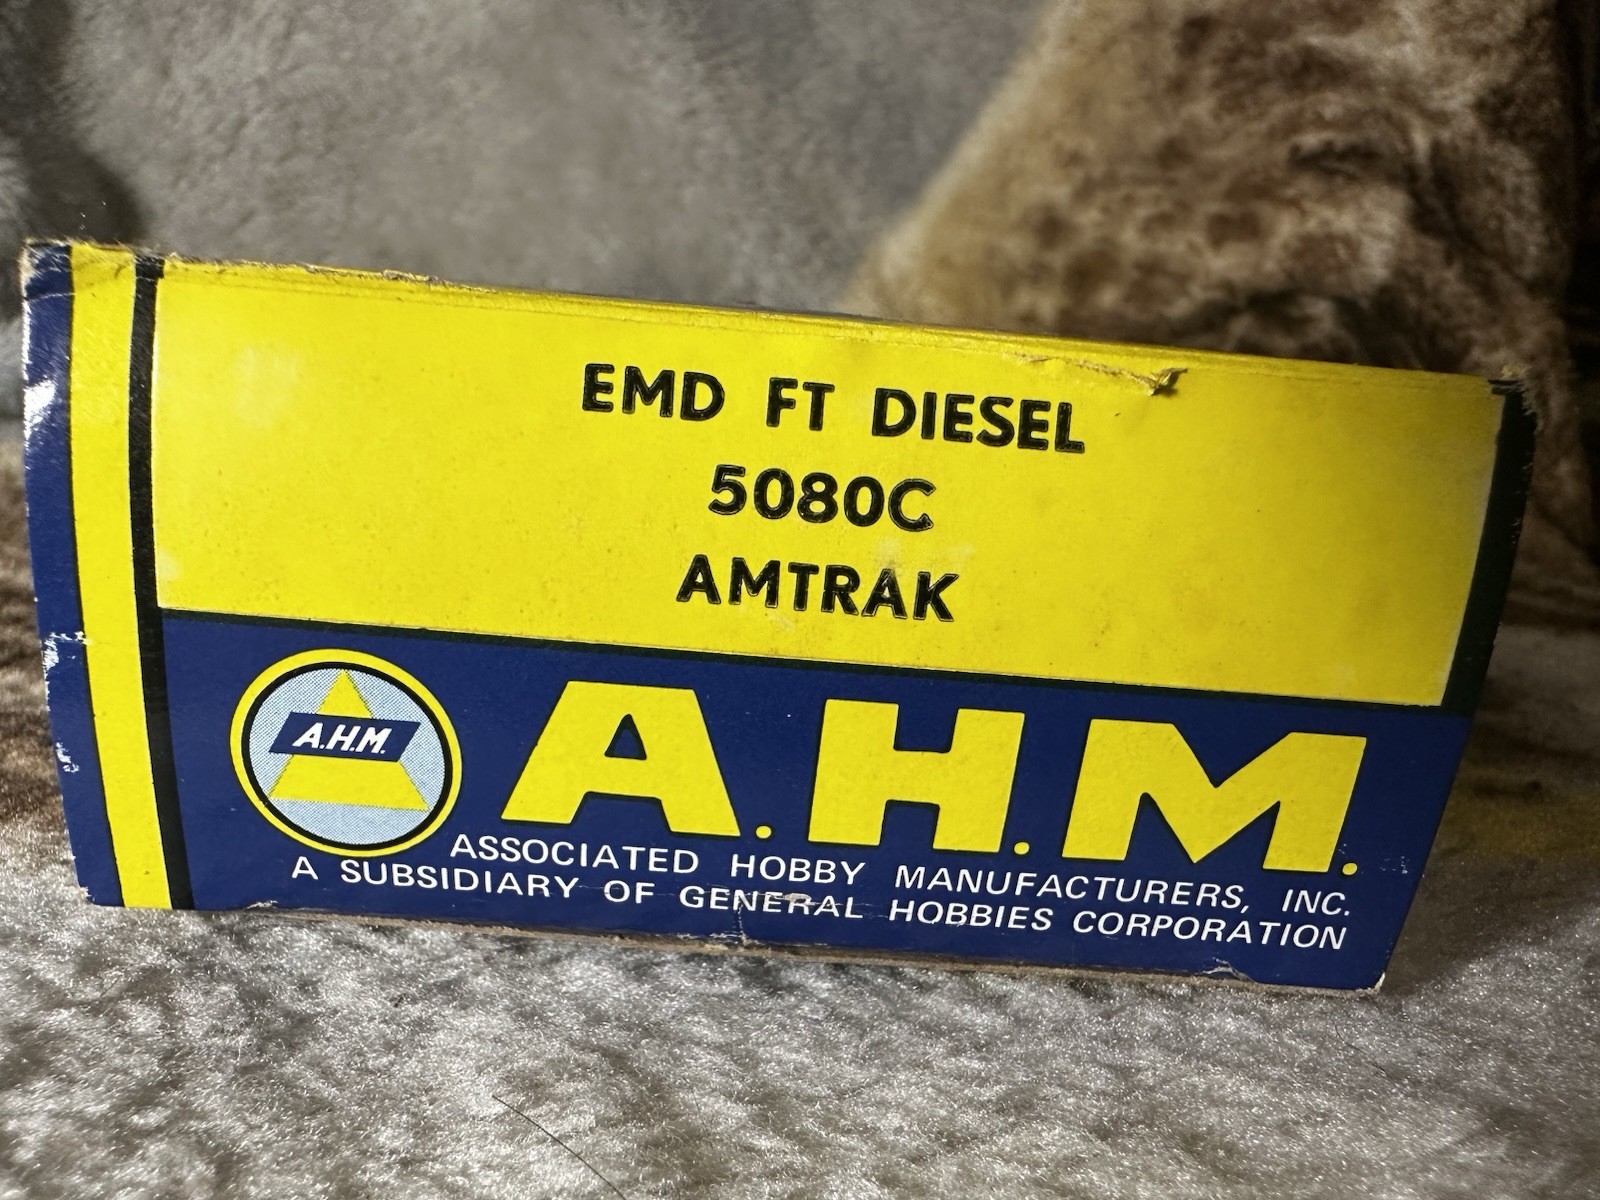 EMD FT DIESEL
5080C
AMTRAK
A.H.M.
A.H.M.
ASSOCIATED HOBBY MANUFACTURERS, INC.
A SUBSIDIARY OF GENERAL HOBBIES CORPORATION